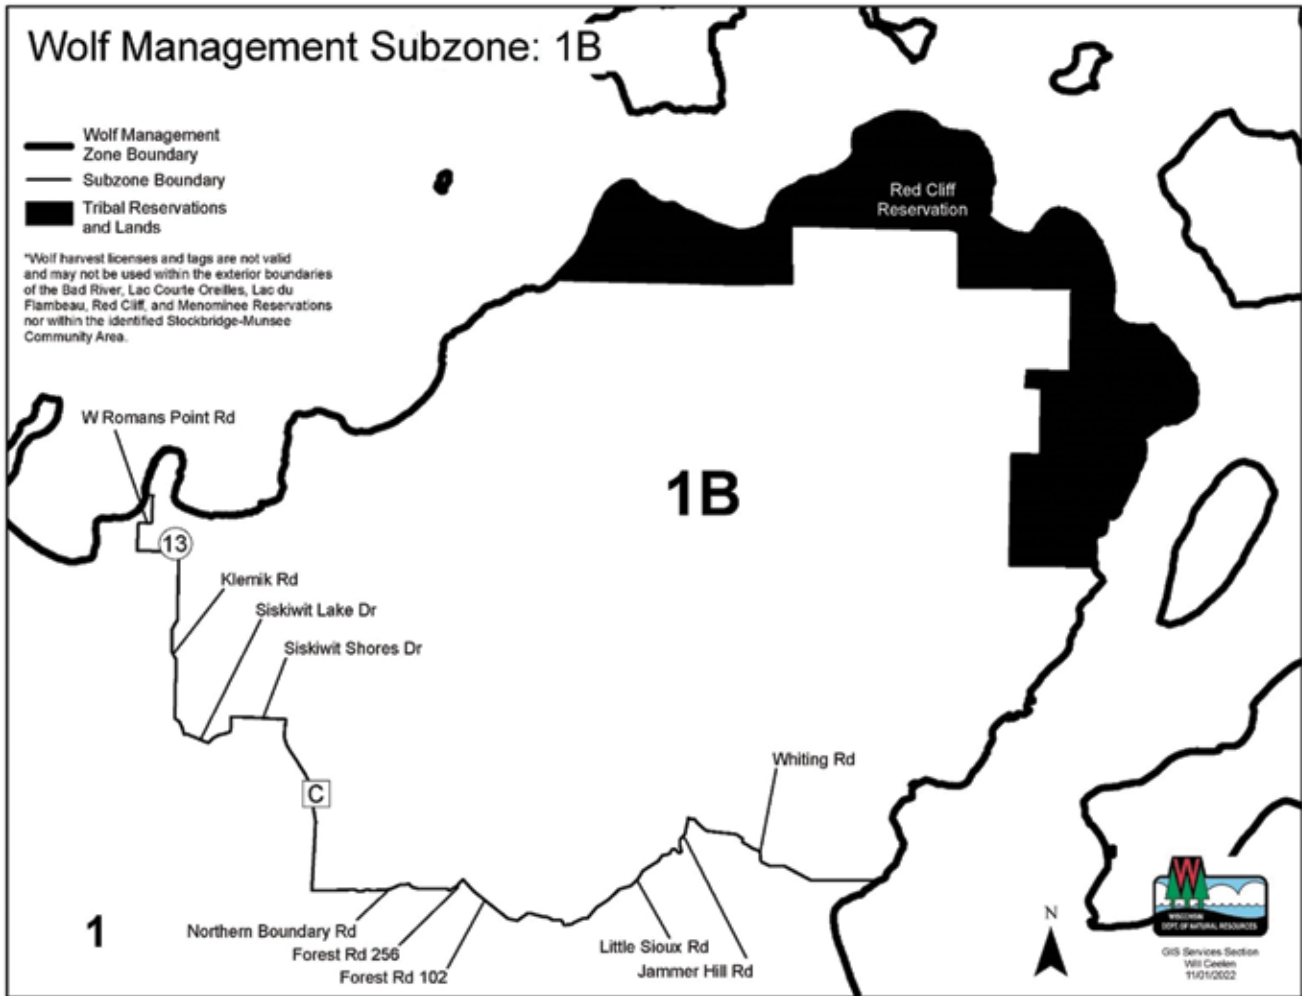 Wolf Management Subzone: 1B
Wolf Management
Zone Boundary
Subzone Boundary
Tribal Reservations
and Lands
*Wolf harvest licenses and tags are not valid
and may not be used within the exterior boundaries
of the Bad River, Lac Courte Oreilles, Lac du
Flambeau, Red Cliff, and Menominee Reservations
nor within the identified Stockbridge-Munsee
Community Area.
Red Cliff
Reservation
W Romans Point Rd
1B
13
Klemik Rd
Siskiwit Lake Dr
Siskiwit Shores Dr
Whiting Rd
C
1
Northern Boundary Rd
Forest Rd 256
Forest Rd 102
Little Sioux Rd
Jammer Hill Rd
N
W
WISCONSIN
DEPT. OF NATURAL RESOURCES
GIS Services Section
Will Ceelen
11/01/2022